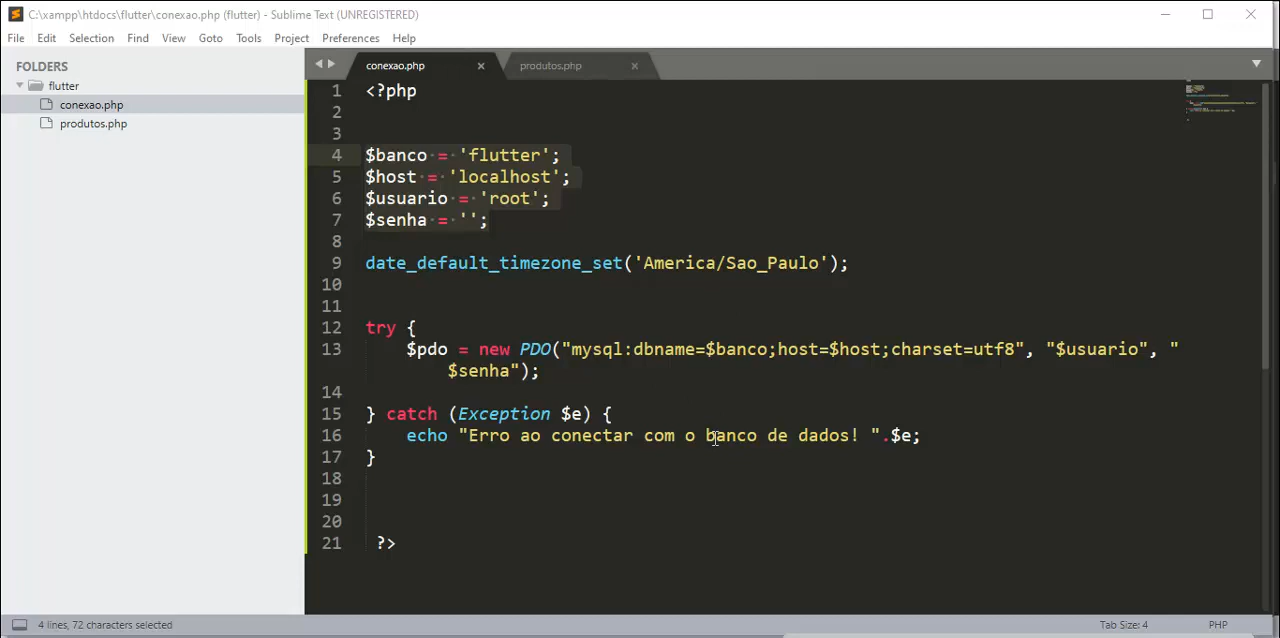 C:\xampp\htdocs\flutter\conexao.php (flutter) - Sublime Text (UNREGISTERED)
File Edit Selection Find View Goto Tools Project Preferences Help
FOLDERS
flutter
conexao.php
produtos.php
conexao.php produtos.php
1 <?php
2
3
4 $banco = 'flutter';
5 $host = 'localhost';
6 $usuario = 'root';
7 $senha = '';
8
9 date_default_timezone_set('America/Sao_Paulo');
10
11
12 try {
13 $pdo = new PDO("mysql:dbname=$banco;host=$host;charset=utf8", "$usuario", "
$senha");
14
15 } catch (Exception $e) {
16 echo "Erro ao conectar com o banco de dados! ".$e;
17 }
18
19
20
21 ?>
4 lines, 72 characters selected Tab Size: 4 PHP